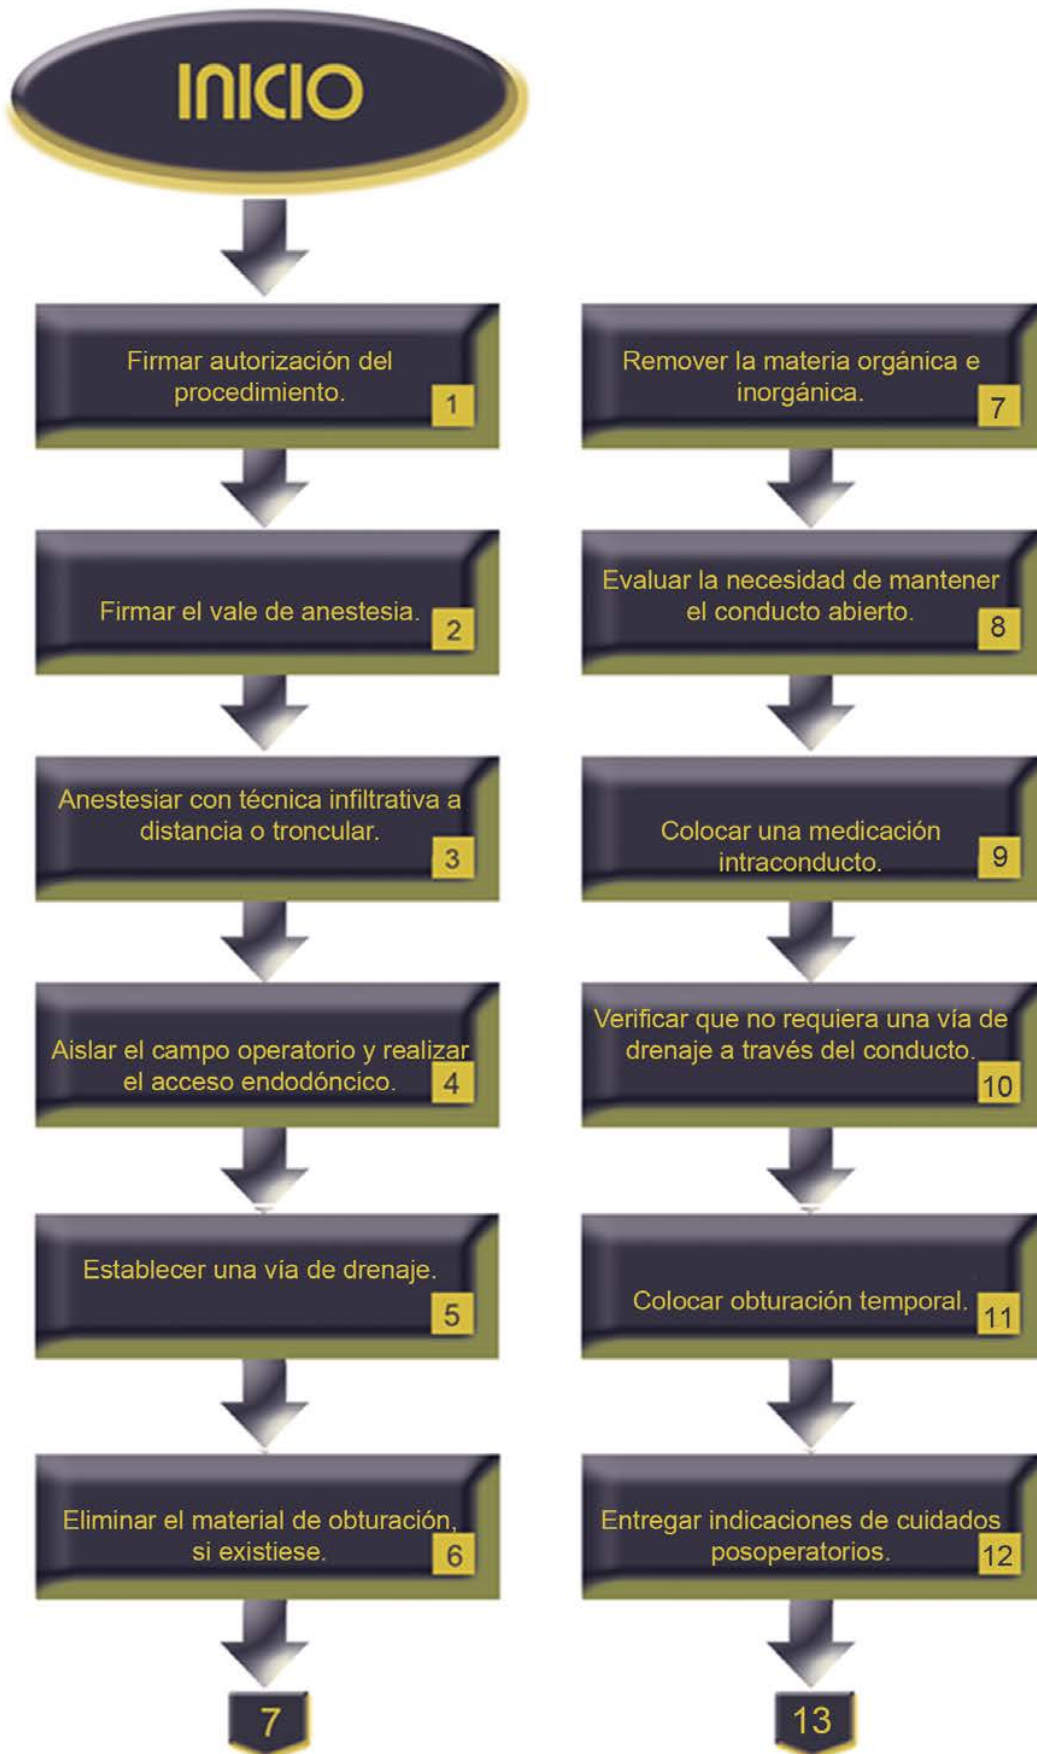 INICIO
Firmar autorización del
procedimiento.
1
Firmar el vale de anestesia.
2
Anestesiar con técnica infiltrativa a
distancia o troncular.
3
Aislar el campo operatorio y realizar
el acceso endodóncico.
4
Establecer una vía de drenaje.
5
Eliminar el material de obturación,
si existiese.
6
7
Remover la materia orgánica e
inorgánica.
7
Evaluar la necesidad de mantener
el conducto abierto.
8
Colocar una medicación
intraconducto.
9
Verificar que no requiera una vía de
drenaje a través del conducto.
10
Colocar obturación temporal.
11
Entregar indicaciones de cuidados
posoperatorios.
12
13